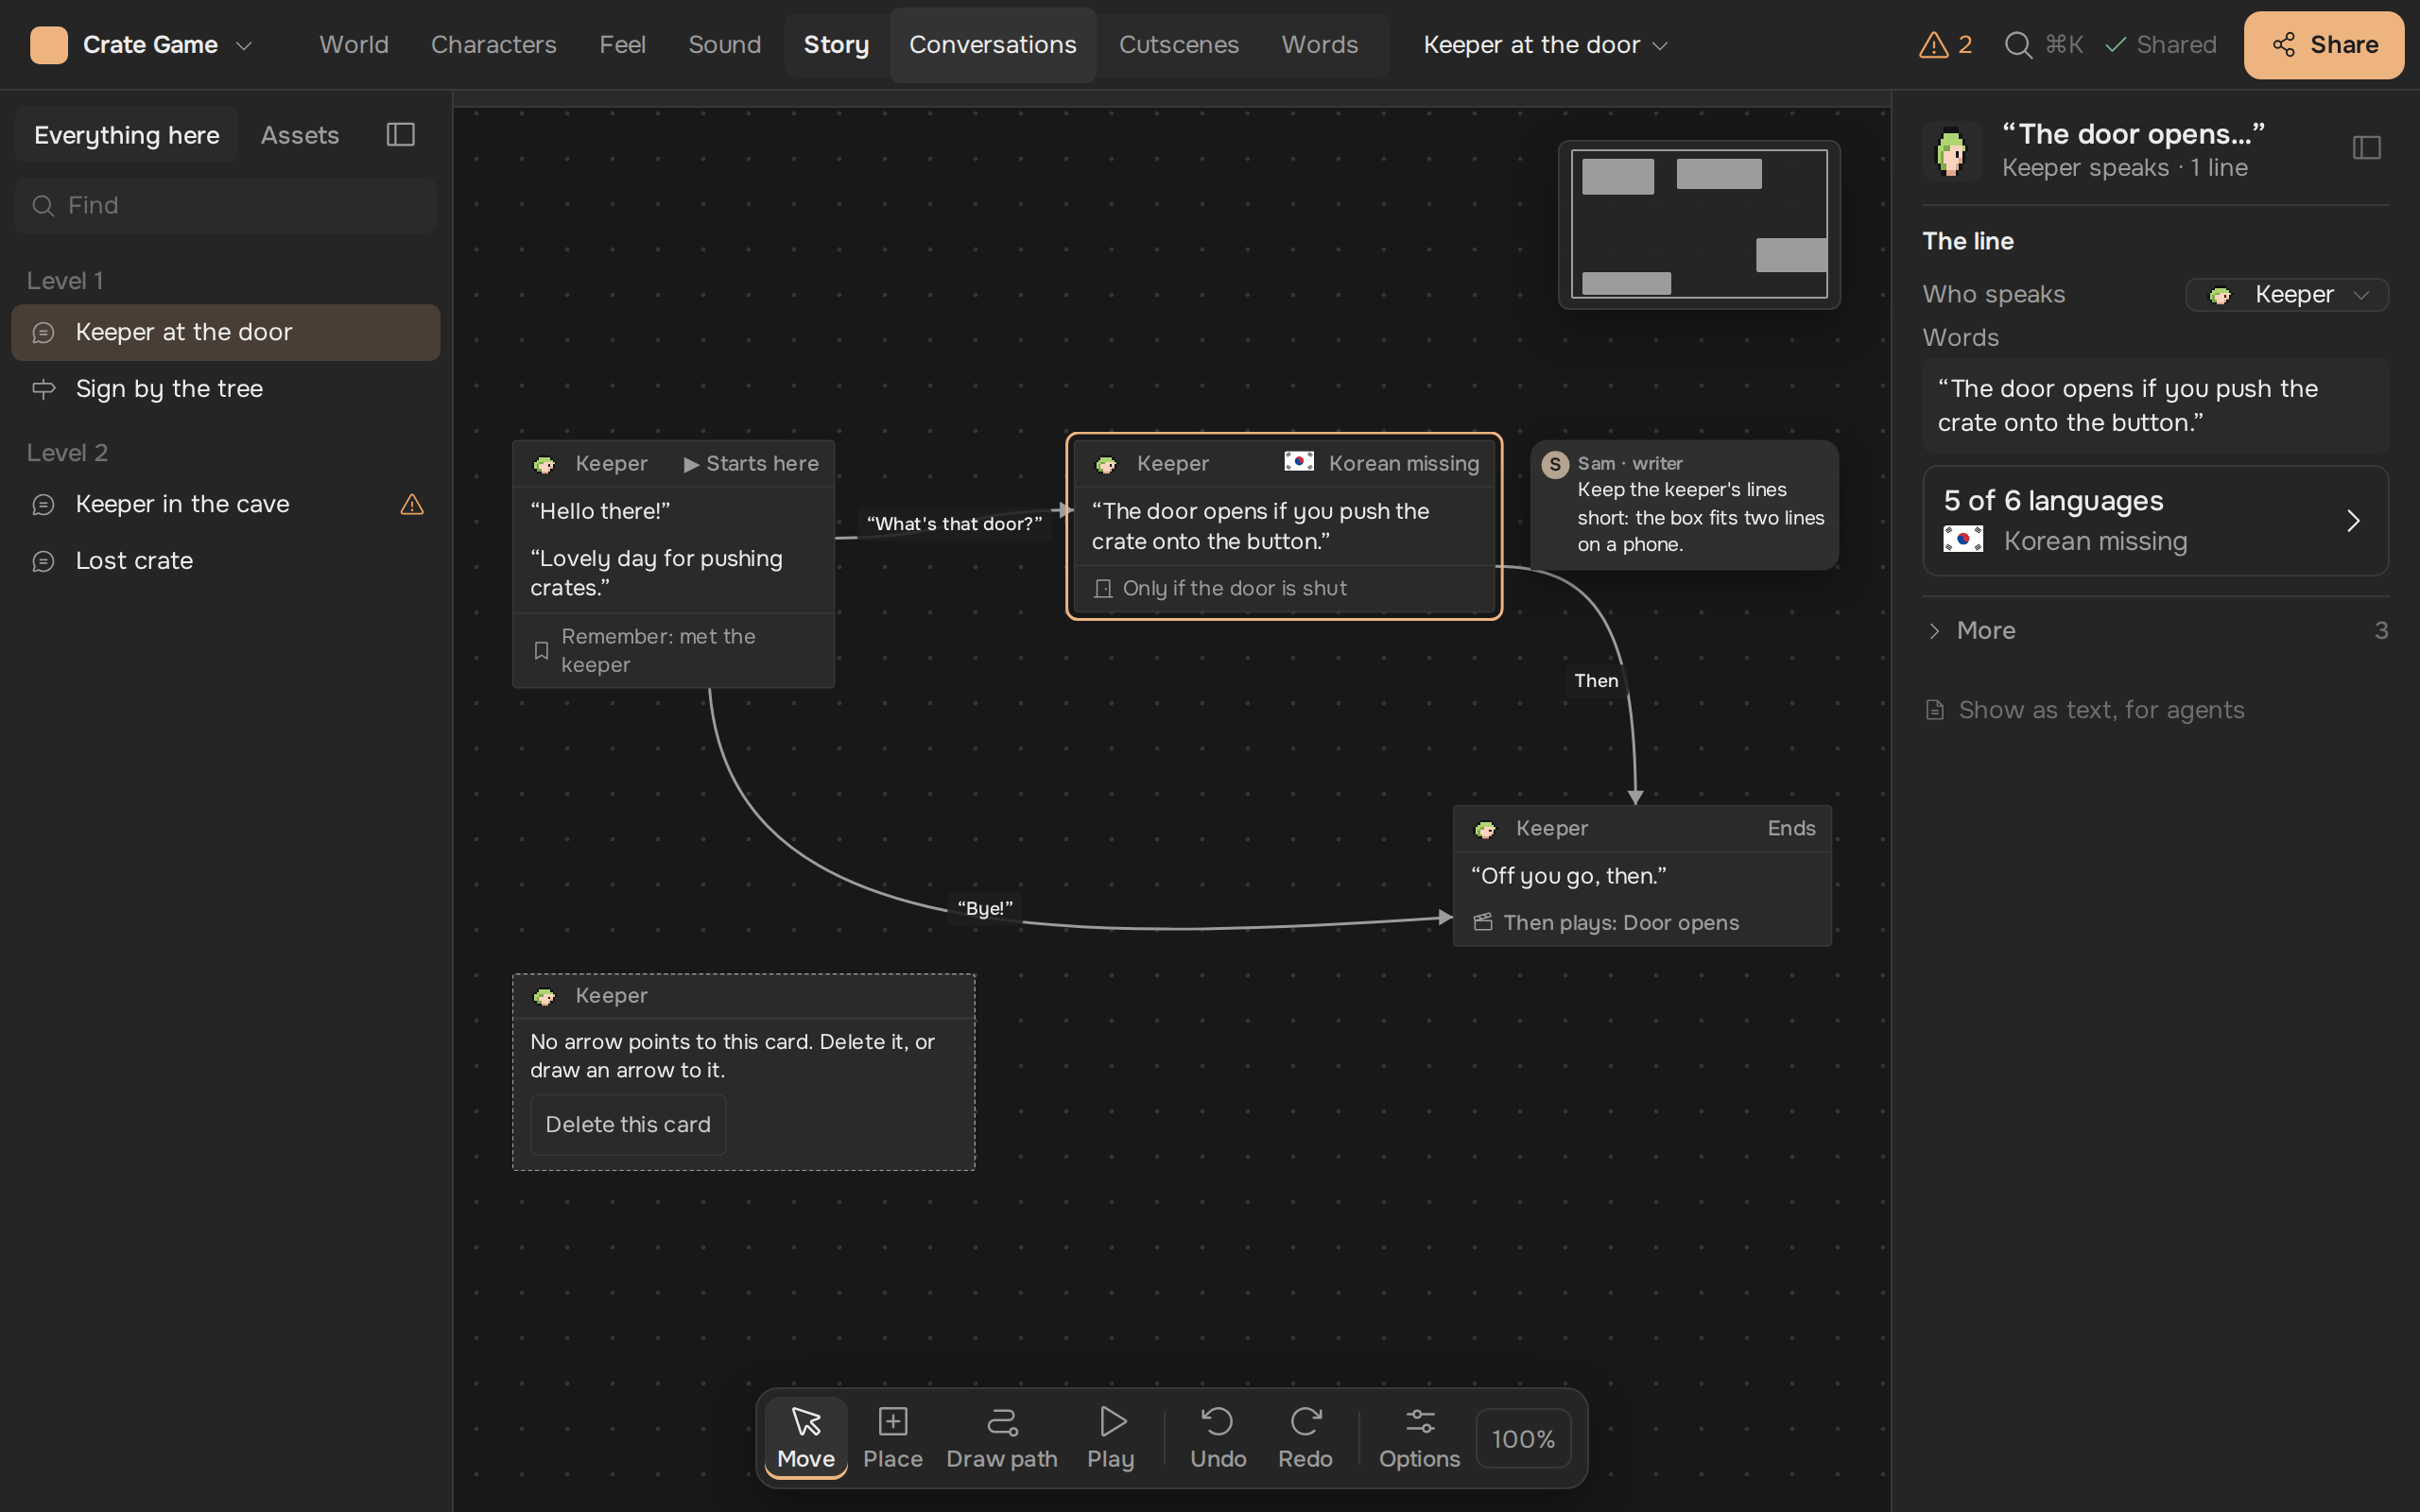 Crate Game
World
Characters
Feel
Sound
Story
Conversations
Cutscenes
Words
Keeper at the door
2
⌘K
Shared
Share
Everything here
Assets
Find
Level 1
Keeper at the door
Sign by the tree
Level 2
Keeper in the cave
Lost crate
Keeper
Starts here
“Hello there!”
“Lovely day for pushing
crates.”
Remember: met the
keeper
“What's that door?”
Keeper
Korean missing
“The door opens if you push the
crate onto the button.”
Only if the door is shut
S
Sam · writer
Keep the keeper's lines
short: the box fits two lines
on a phone.
Then
“Bye!”
Keeper
Ends
“Off you go, then.”
Then plays: Door opens
Keeper
No arrow points to this card. Delete it, or
draw an arrow to it.
Delete this card
Move
Place
Draw path
Play
Undo
Redo
Options
100%
“The door opens...”
Keeper speaks · 1 line
The line
Who speaks
Keeper
Words
“The door opens if you push the
crate onto the button.”
5 of 6 languages
Korean missing
More
3
Show as text, for agents